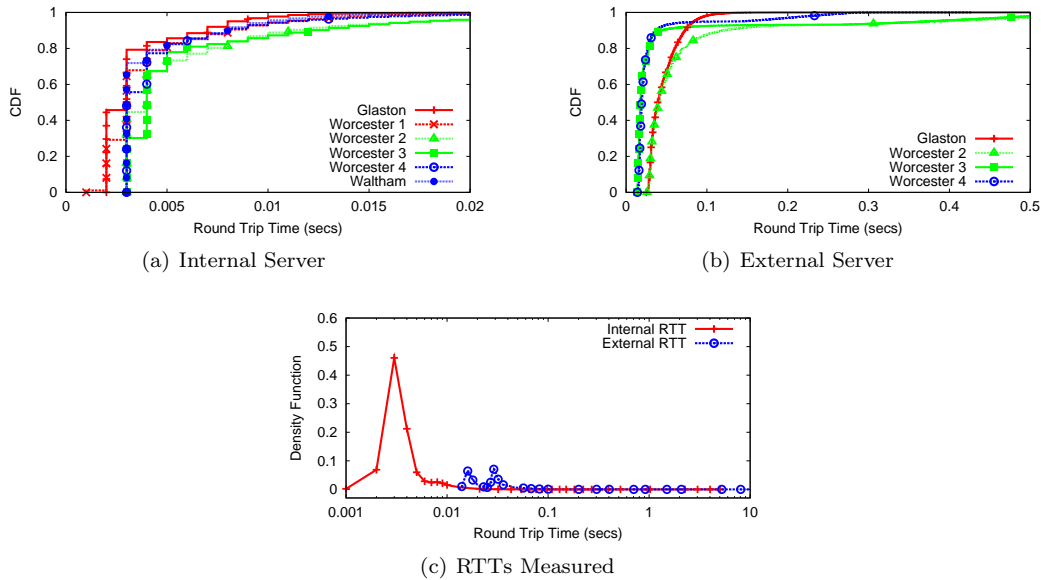 1
0.8
0.6
0.4
0.2
0
CDF
Glaston
Worcester 1
Worcester 2
Worcester 3
Worcester 4
Waltham
0 0.005 0.01 0.015 0.02
Round Trip Time (secs)
(a) Internal Server
1
0.8
0.6
0.4
0.2
0
CDF
Glaston
Worcester 2
Worcester 3
Worcester 4
0 0.1 0.2 0.3 0.4 0.5
Round Trip Time (secs)
(b) External Server
0.6
0.5
0.4
0.3
0.2
0.1
0
Density Function
Internal RTT
External RTT
0.001 0.01 0.1 1 10
Round Trip Time (secs)
(c) RTTs Measured